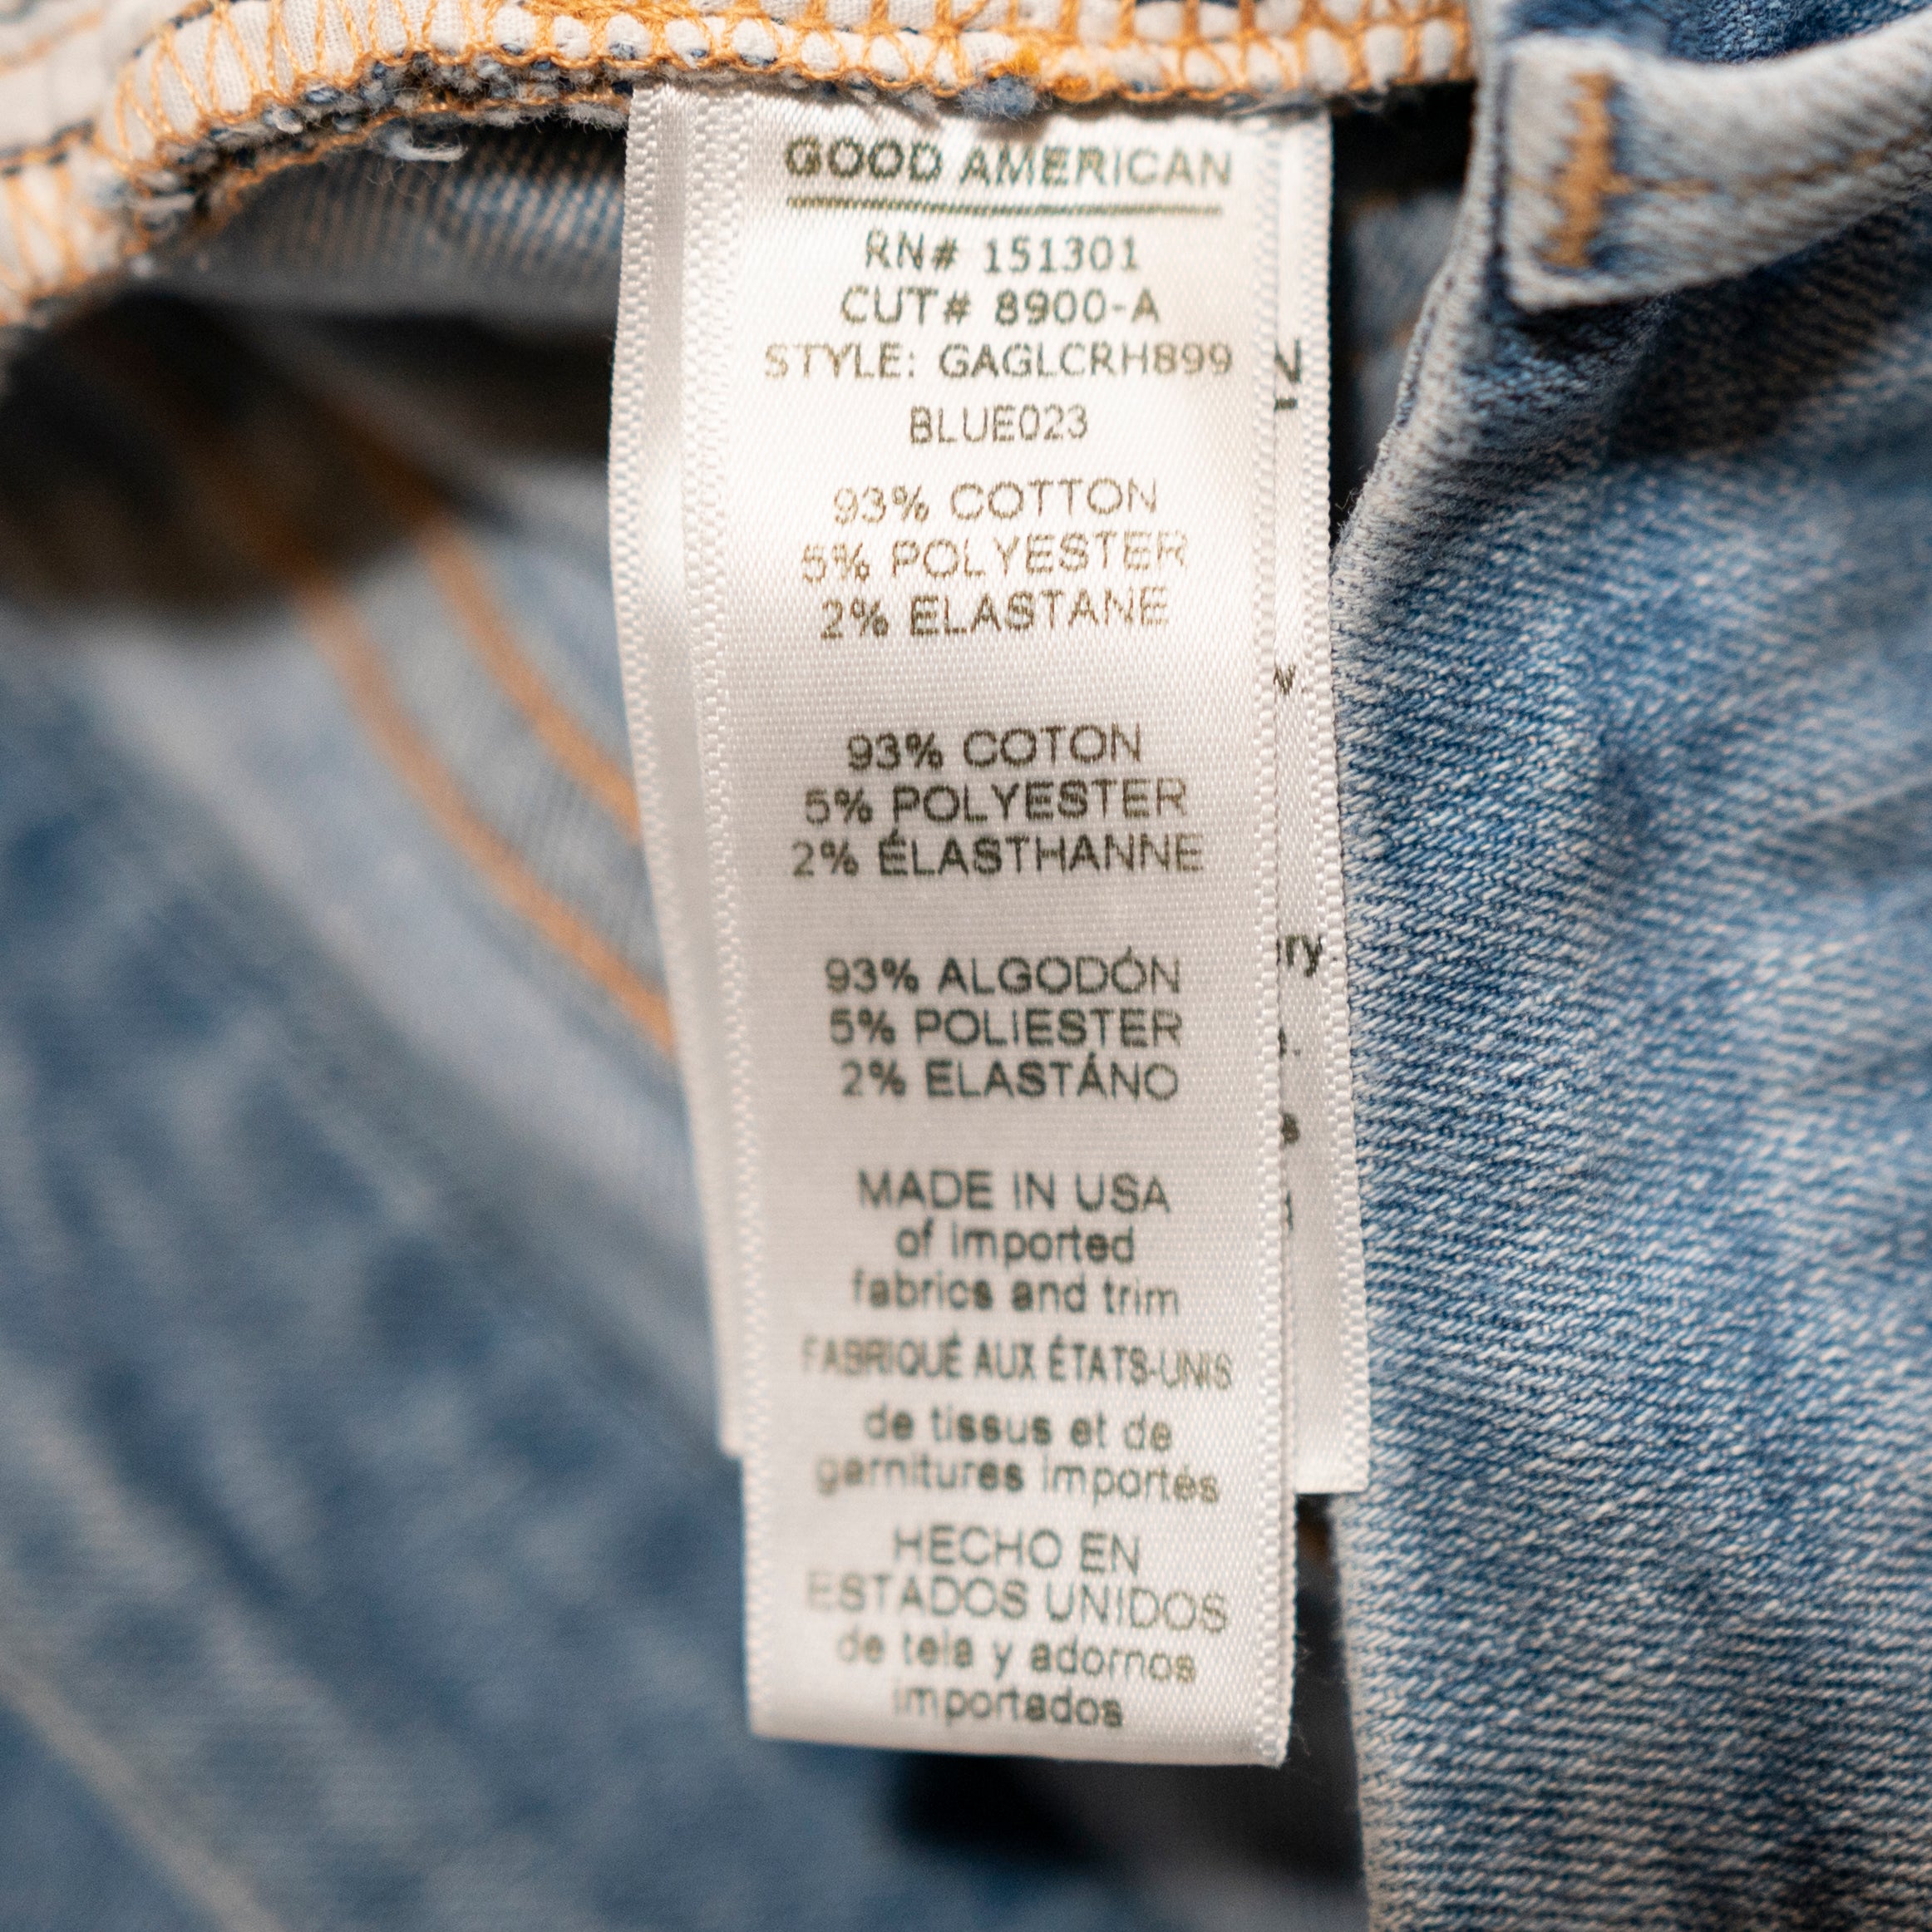 GOOD AMERICAN
RN# 151301
CUT# 8900-A
STYLE: GAGLCRH899
BLUE023
93% COTTON
5% POLYESTER
2% ELASTANE
93% COTON
5% POLYESTER
2% ÉLASTHANNE
93% ALGODÓN
5% POLIESTER
2% ELASTÁNO
MADE IN USA
of imported
fabrics and trim
FABRIQUÉ AUX ÉTATS-UNIS
de tissus et de
garnitures importés
HECHO EN
ESTADOS UNIDOS
de tela y adornos
importados